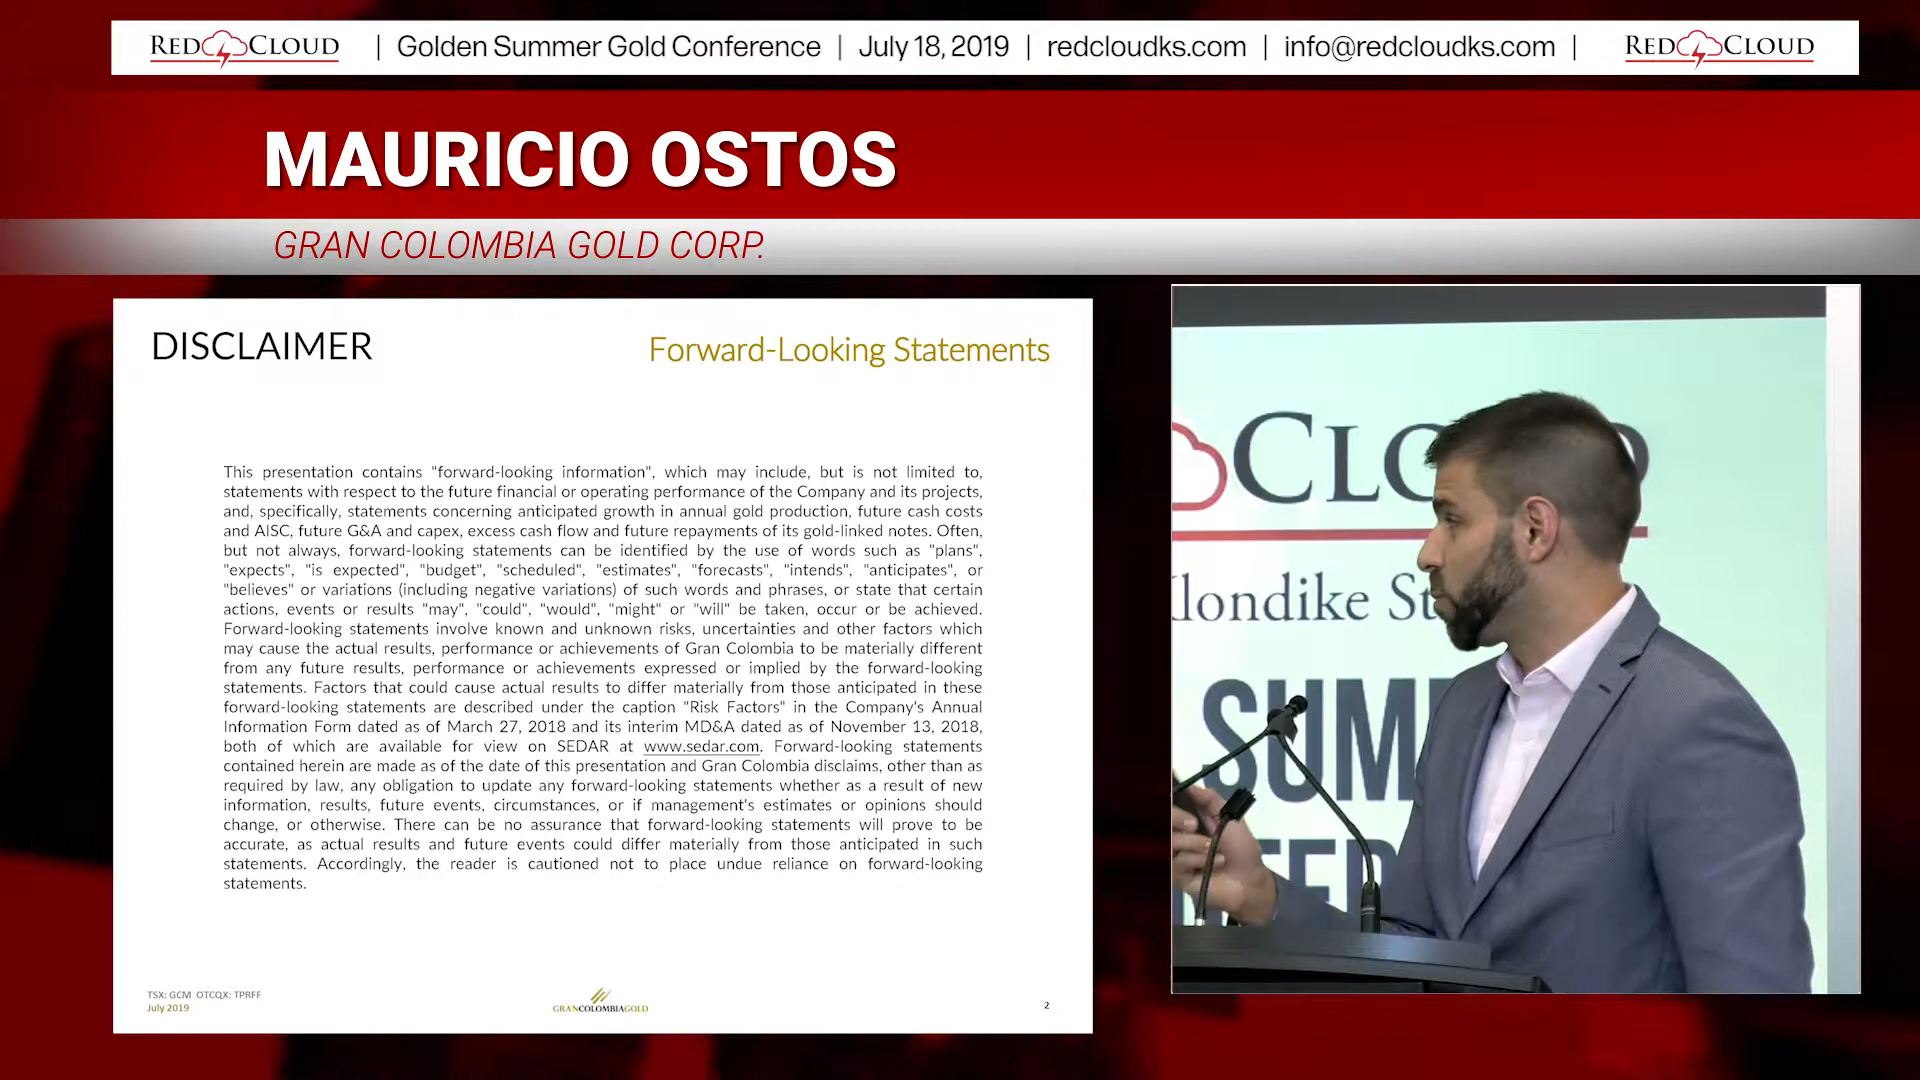 RED CLOUD | Golden Summer Gold Conference | July 18, 2019 | redcloudks.com | info@redcloudks.com | RED CLOUD
MAURICIO OSTOS
GRAN COLOMBIA GOLD CORP.
DISCLAIMER
Forward-Looking Statements
This presentation contains "forward-looking information", which may include, but is not limited to,
statements with respect to the future financial or operating performance of the Company and its projects,
and, specifically, statements concerning anticipated growth in annual gold production, future cash costs
and AISC, future G&A and capex, excess cash flow and future repayments of its gold-linked notes. Often,
but not always, forward-looking statements can be identified by the use of words such as "plans",
"expects", "is expected", "budget", "scheduled", "estimates", "forecasts", "intends", "anticipates", or
"believes" or variations (including negative variations) of such words and phrases, or state that certain
actions, events or results "may", "could", "would", "might" or "will" be taken, occur or be achieved.
Forward-looking statements involve known and unknown risks, uncertainties and other factors which
may cause the actual results, performance or achievements of Gran Colombia to be materially different
from any future results, performance or achievements expressed or implied by the forward-looking
statements. Factors that could cause actual results to differ materially from those anticipated in these
forward-looking statements are described under the caption "Risk Factors" in the Company's Annual
Information Form dated as of March 27, 2018 and its interim MD&A dated as of November 13, 2018,
both of which are available for view on SEDAR at www.sedar.com. Forward-looking statements
contained herein are made as of the date of this presentation and Gran Colombia disclaims, other than as
required by law, any obligation to update any forward-looking statements whether as a result of new
information, results, future events, circumstances, or if management's estimates or opinions should
change, or otherwise. There can be no assurance that forward-looking statements will prove to be
accurate, as actual results and future events could differ materially from those anticipated in such
statements. Accordingly, the reader is cautioned not to place undue reliance on forward-looking
statements.
TSX: GCM OTCQX: TPRFF
July 2019
GRANCOLOMBIAGOLD
2
CLO D
londike St
SUM